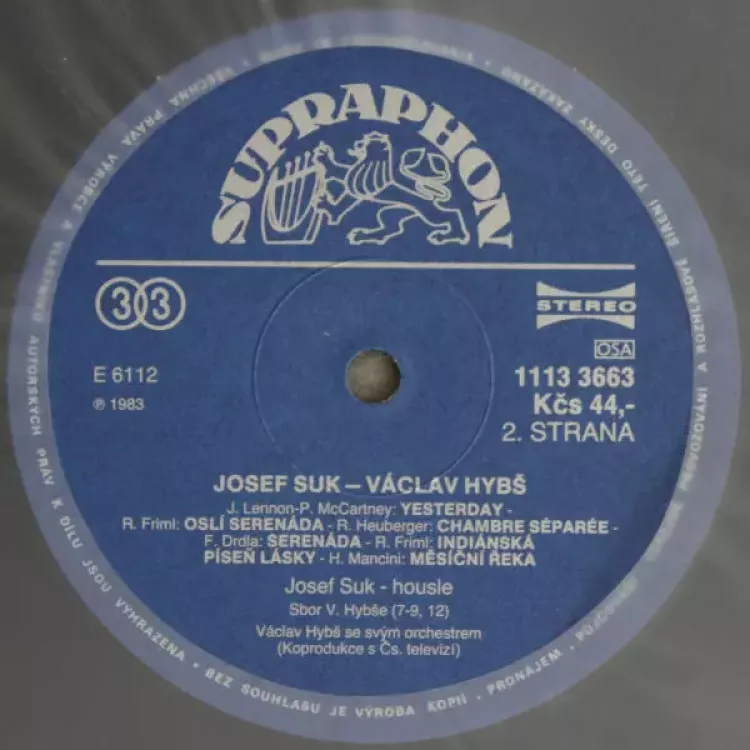 SUPRAPHON
33
STEREO
OSA
E 6112
1113 3663
℗ 1983
Kčs 44,-
2. STRANA
JOSEF SUK – VÁCLAV HYBŠ
J. Lennon-P. McCartney: YESTERDAY -
R. Friml: OSLÍ SERENÁDA - R. Heuberger: CHAMBRE SÉPARÉE -
F. Drdla: SERENÁDA - R. Friml: INDIÁNSKÁ
PÍSEŇ LÁSKY - H. Mancini: MĚSÍČNÍ ŘEKA
Josef Suk - housle
Sbor V. Hybše (7-9, 12)
Václav Hybš se svým orchestrem
(Koprodukce s Čs. televizí)
VŠECHNA PRÁVA VÝROBCE A VLASTNÍKŮ AUTORSKÝCH PRÁV K DÍLU JSOU VYHRAZENA • BEZ SOUHLASU JE VÝROBA KOPIÍ • PRONÁJEM • PŮJČOVÁNÍ PROVOZOVÁNÍ A ROZHLASOVÉ ŠÍŘENÍ TÉTO DESKY ZAKÁZÁNO